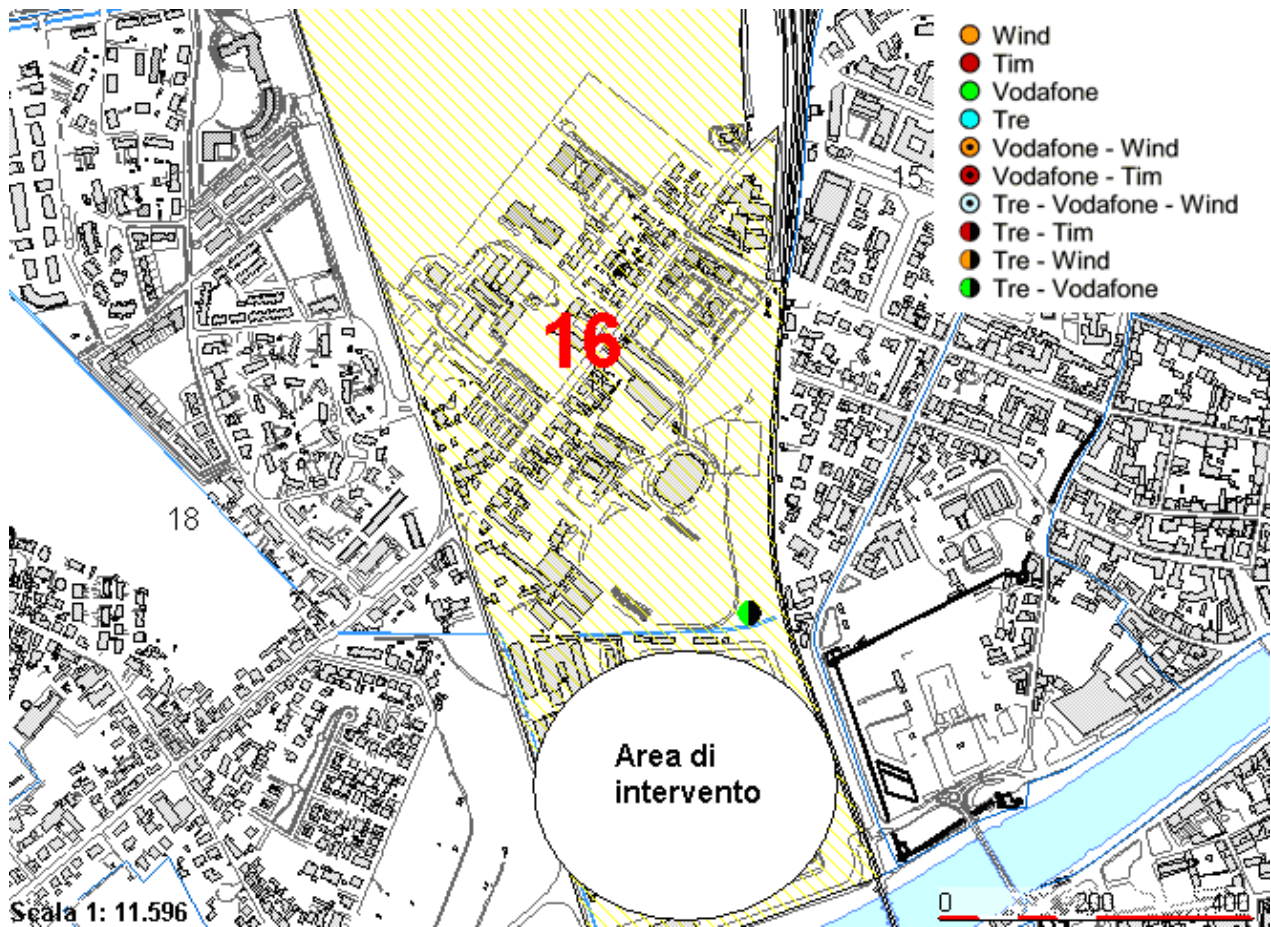 Wind
Tim
Vodafone
Tre
Vodafone - Wind
Vodafone - Tim
Tre - Vodafone - Wind
Tre - Tim
Tre - Wind
Tre - Vodafone
15
16
18
Area di
intervento
Scala 1: 11.596
0 200 400